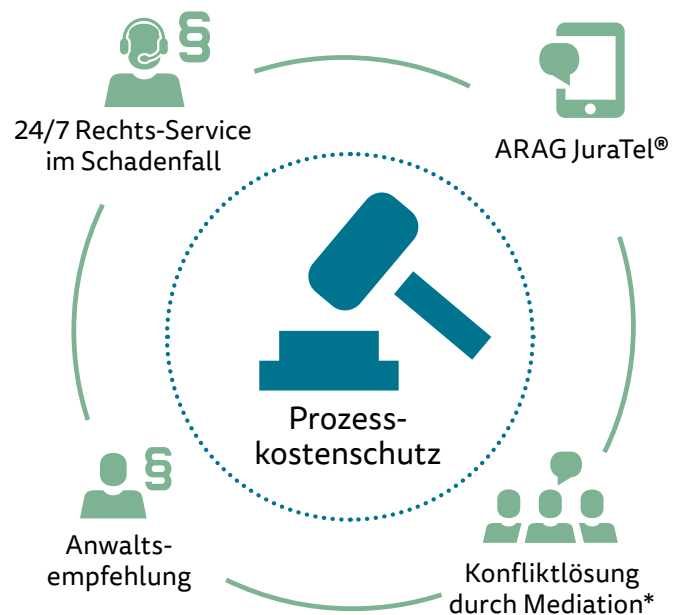 §
24/7 Rechts-Service
im Schadenfall
ARAG JuraTel®
Prozess-
kostenschutz
§
Anwalts-
empfehlung
Konfliktlösung
durch Mediation*